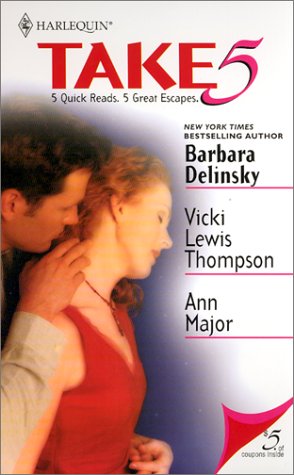 HARLEQUIN®
TAKE 5
5 Quick Reads. 5 Great Escapes.
NEW YORK TIMES
BESTSELLING AUTHOR
Barbara
Delinsky
Vicki
Lewis
Thompson
Ann
Major
$5. of
coupons inside